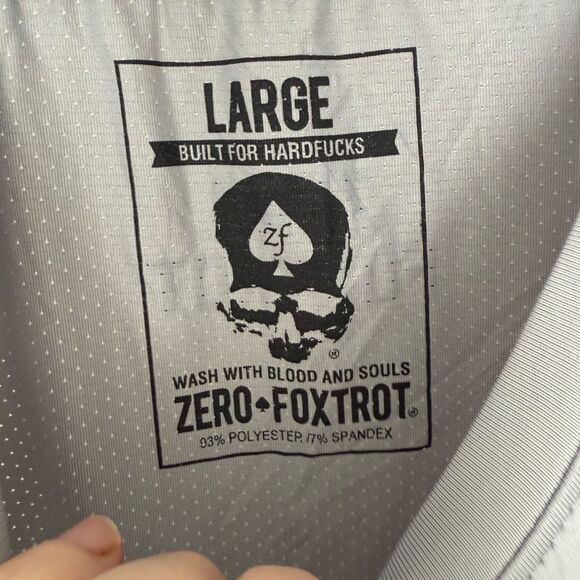 LARGE
BUILT FOR HARDFUCKS
zf
®
WASH WITH BLOOD AND SOULS
ZERO♠FOXTROT®
93% POLYESTER /7% SPANDEX